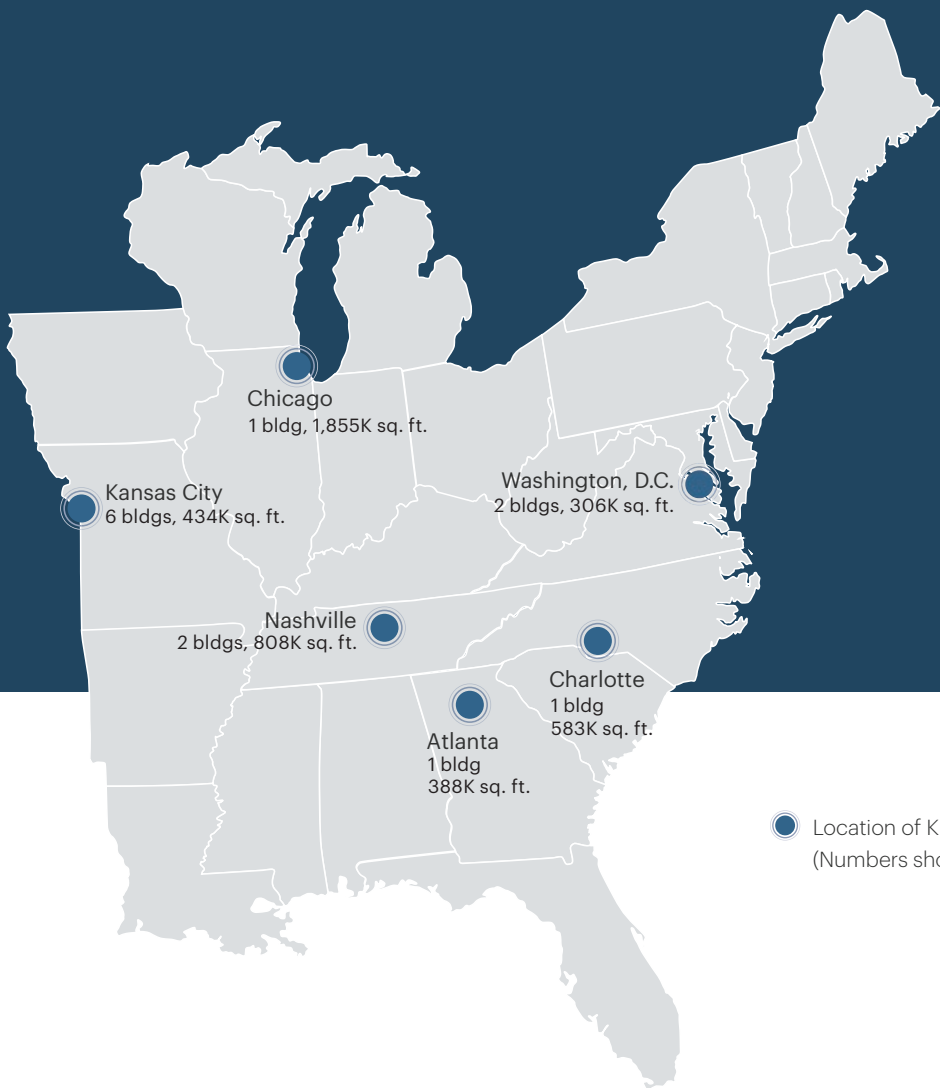 Chicago
1 bldg, 1,855K sq. ft.
Kansas City
6 bldgs, 434K sq. ft.
Washington, D.C.
2 bldgs, 306K sq. ft.
Nashville
2 bldgs, 808K sq. ft.
Charlotte
1 bldg
583K sq. ft.
Atlanta
1 bldg
388K sq. ft.
Location of K
(Numbers sho